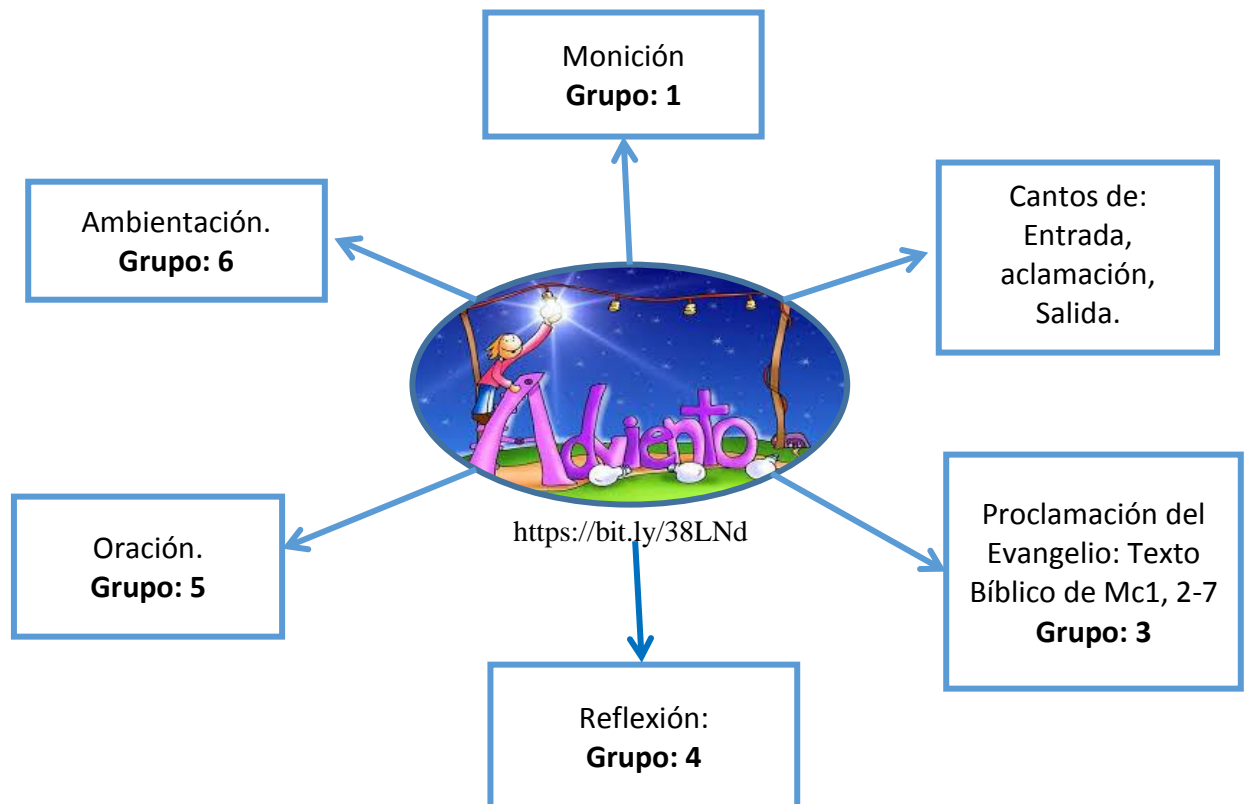 Monición
Grupo: 1
Cantos de:
Entrada,
aclamación,
Salida.
Ambientación.
Grupo: 6
Adviento
https://bit.ly/38LNd
Proclamación del
Evangelio: Texto
Bíblico de Mc1, 2-7
Grupo: 3
Oración.
Grupo: 5
Reflexión:
Grupo: 4